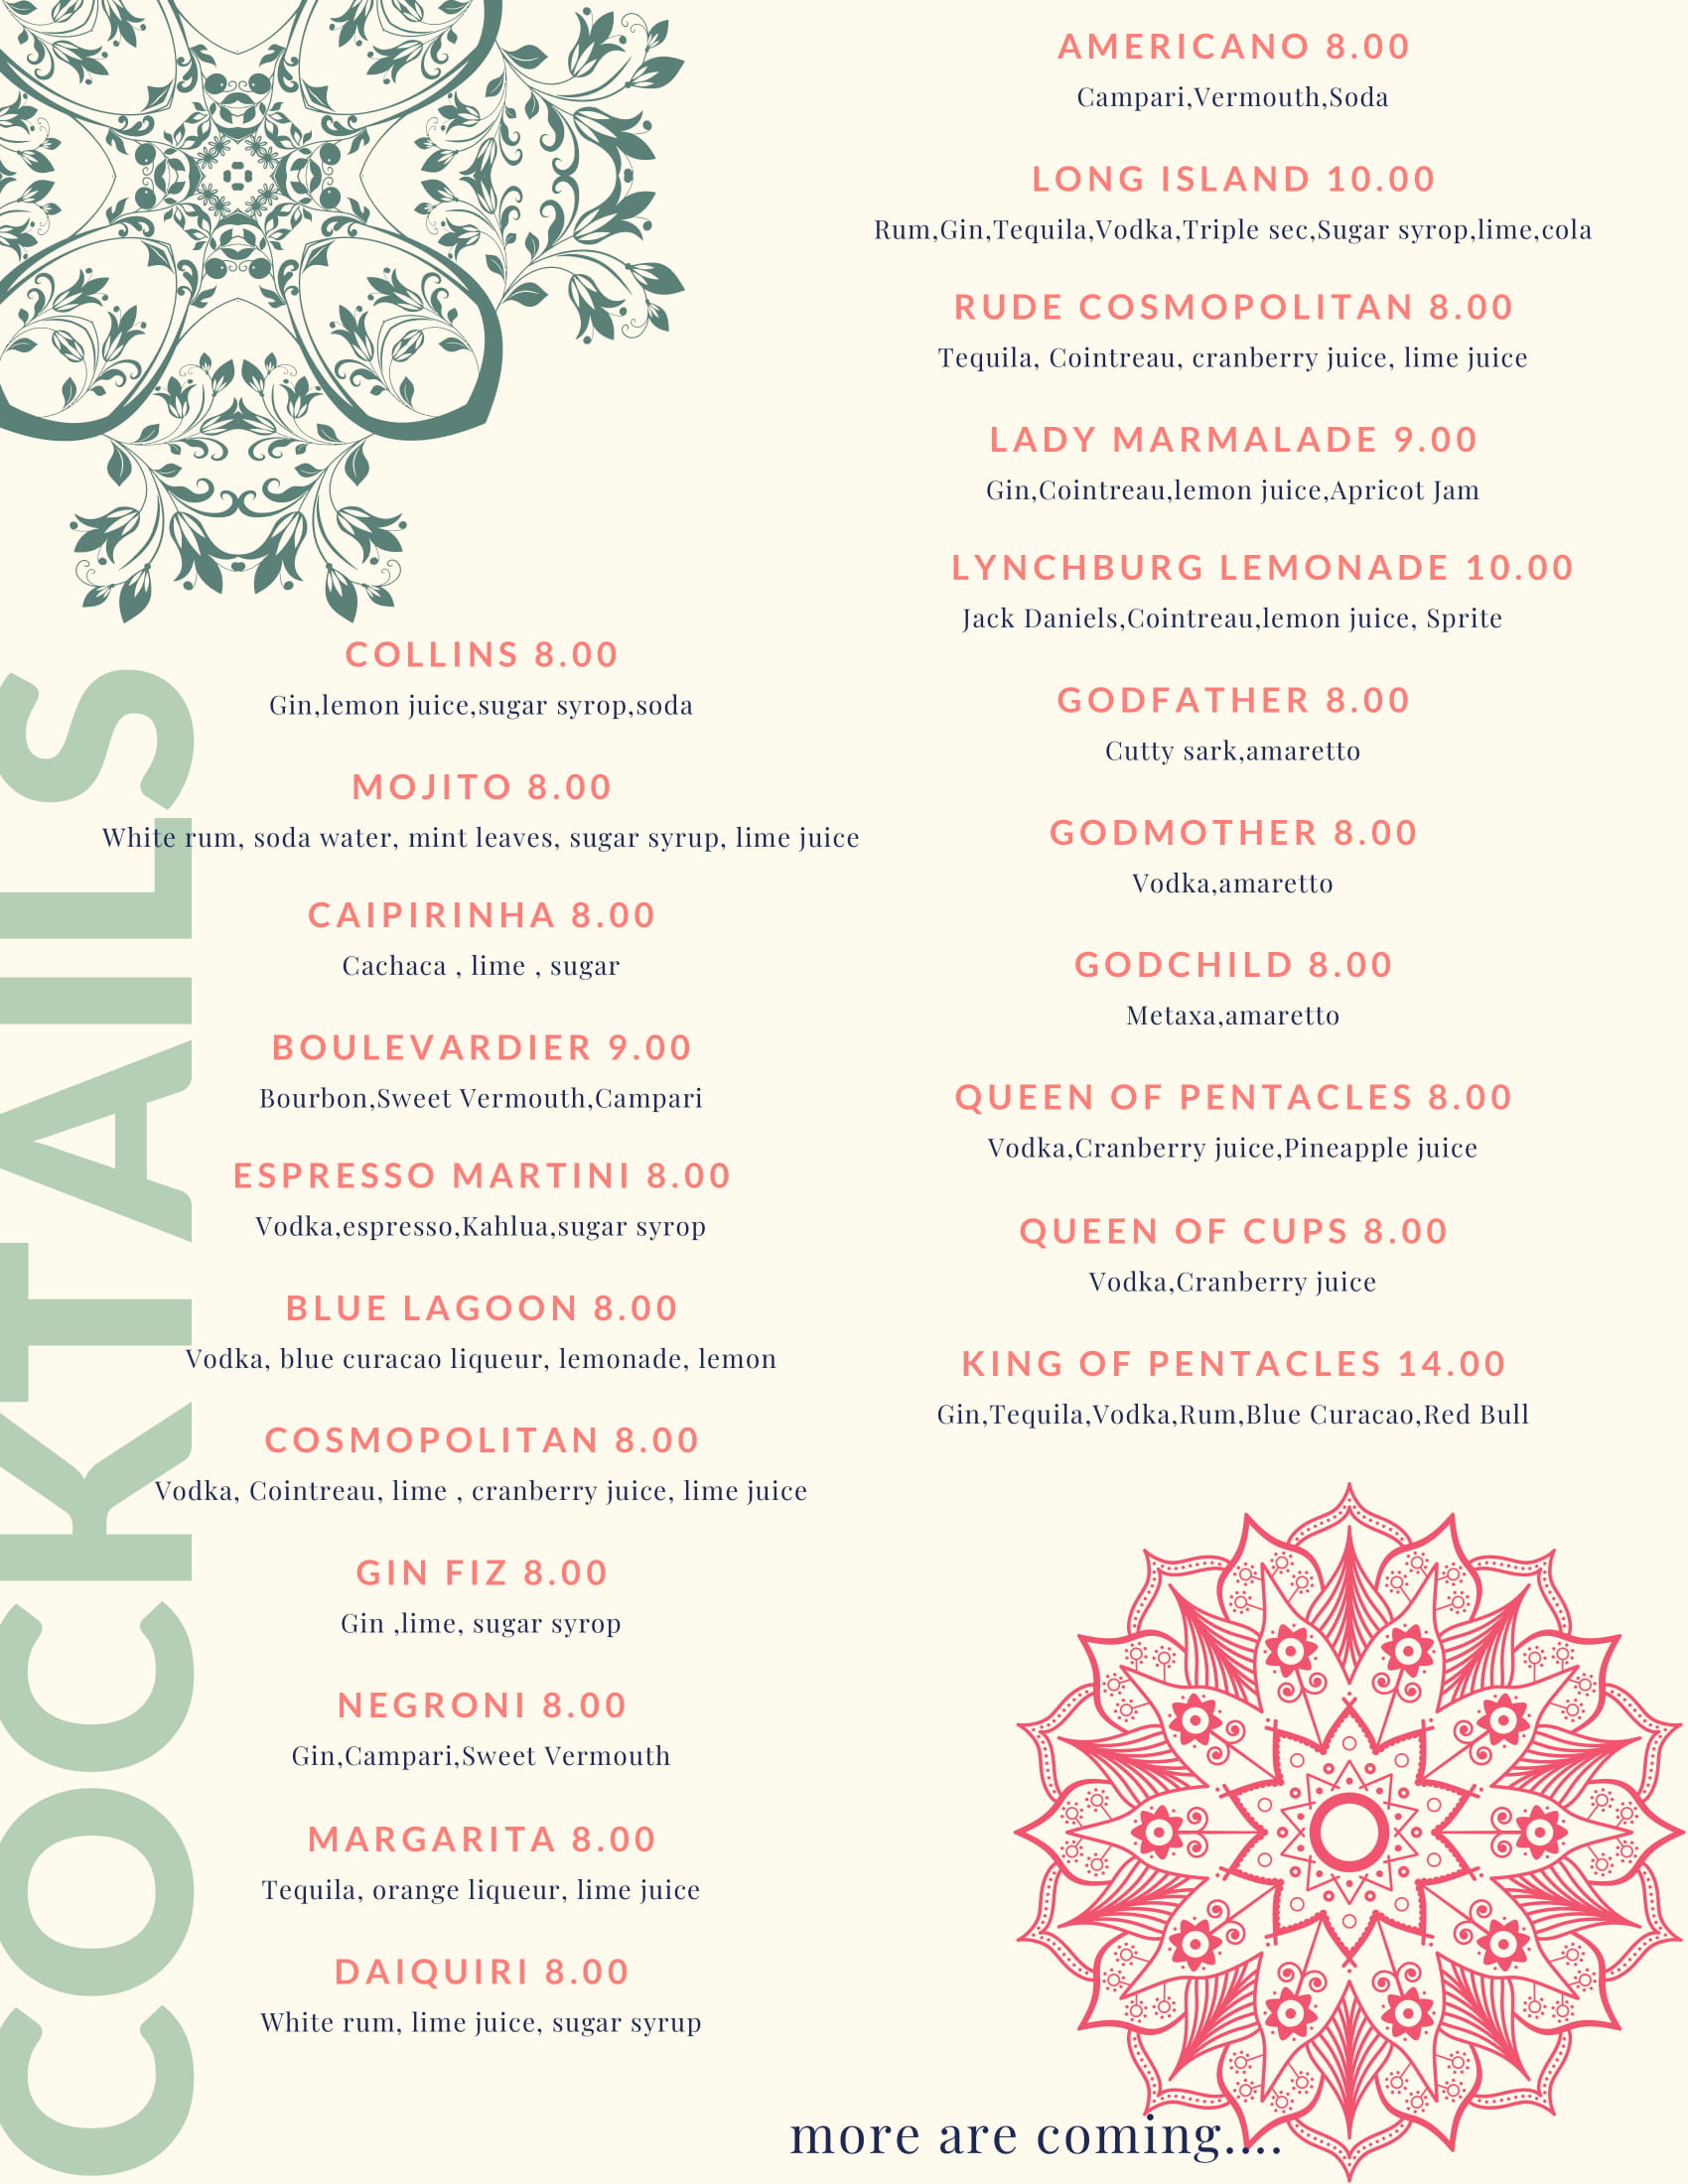 COCKTAILS
COLLINS 8.00
Gin,lemon juice,sugar syrop,soda
MOJITO 8.00
White rum, soda water, mint leaves, sugar syrup, lime juice
CAIPIRINHA 8.00
Cachaca , lime , sugar
BOULEVARDIER 9.00
Bourbon,Sweet Vermouth,Campari
ESPRESSO MARTINI 8.00
Vodka,espresso,Kahlua,sugar syrop
BLUE LAGOON 8.00
Vodka, blue curacao liqueur, lemonade, lemon
COSMOPOLITAN 8.00
Vodka, Cointreau, lime , cranberry juice, lime juice
GIN FIZ 8.00
Gin ,lime, sugar syrop
NEGRONI 8.00
Gin,Campari,Sweet Vermouth
MARGARITA 8.00
Tequila, orange liqueur, lime juice
DAIQUIRI 8.00
White rum, lime juice, sugar syrup
AMERICANO 8.00
Campari,Vermouth,Soda
LONG ISLAND 10.00
Rum,Gin,Tequila,Vodka,Triple sec,Sugar syrop,lime,cola
RUDE COSMOPOLITAN 8.00
Tequila, Cointreau, cranberry juice, lime juice
LADY MARMALADE 9.00
Gin,Cointreau,lemon juice,Apricot Jam
LYNCHBURG LEMONADE 10.00
Jack Daniels,Cointreau,lemon juice, Sprite
GODFATHER 8.00
Cutty sark,amaretto
GODMOTHER 8.00
Vodka,amaretto
GODCHILD 8.00
Metaxa,amaretto
QUEEN OF PENTACLES 8.00
Vodka,Cranberry juice,Pineapple juice
QUEEN OF CUPS 8.00
Vodka,Cranberry juice
KING OF PENTACLES 14.00
Gin,Tequila,Vodka,Rum,Blue Curacao,Red Bull
more are coming....